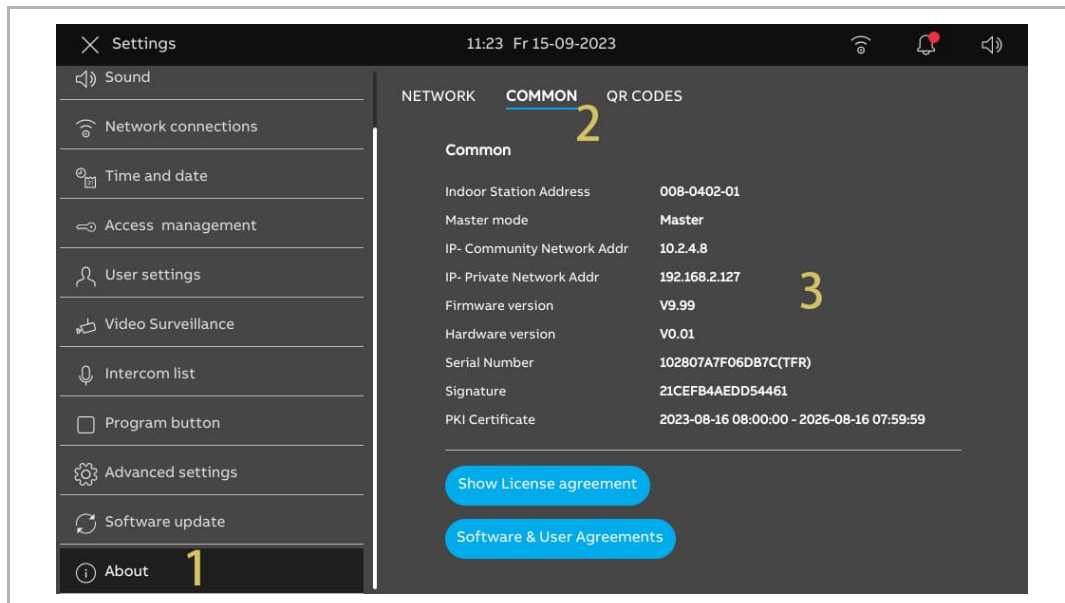 Settings
11:23 Fr 15-09-2023
Sound
Network connections
Time and date
Access management
User settings
Video Surveillance
Intercom list
Program button
Advanced settings
Software update
About
1
NETWORK COMMON QR CODES
2
Common
Indoor Station Address 008-0402-01
Master mode Master
IP- Community Network Addr 10.2.4.8
IP- Private Network Addr 192.168.2.127
3
Firmware version V9.99
Hardware version V0.01
Serial Number 102807A7F06DB7C(TFR)
Signature 21CEFB4AEDD54461
PKI Certificate 2023-08-16 08:00:00 - 2026-08-16 07:59:59
Show License agreement
Software & User Agreements